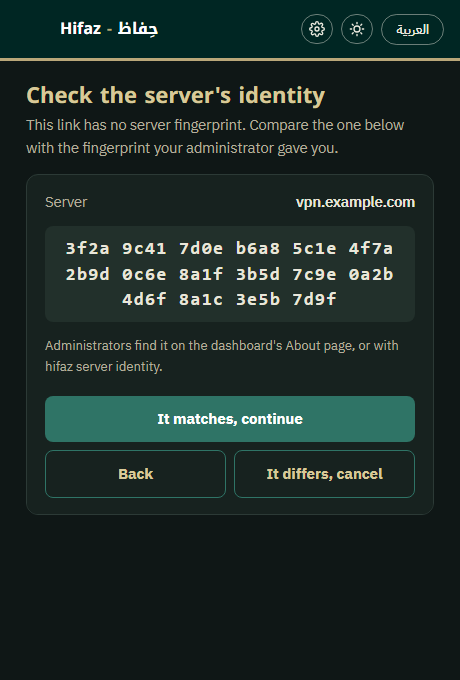 Hifaz - حِفاظ
العربية
Check the server's identity
This link has no server fingerprint. Compare the one below
with the fingerprint your administrator gave you.
Server vpn.example.com
3f2a 9c41 7d0e b6a8 5c1e 4f7a
2b9d 0c6e 8a1f 3b5d 7c9e 0a2b
4d6f 8a1c 3e5b 7d9f
Administrators find it on the dashboard's About page, or with
hifaz server identity.
It matches, continue
Back
It differs, cancel